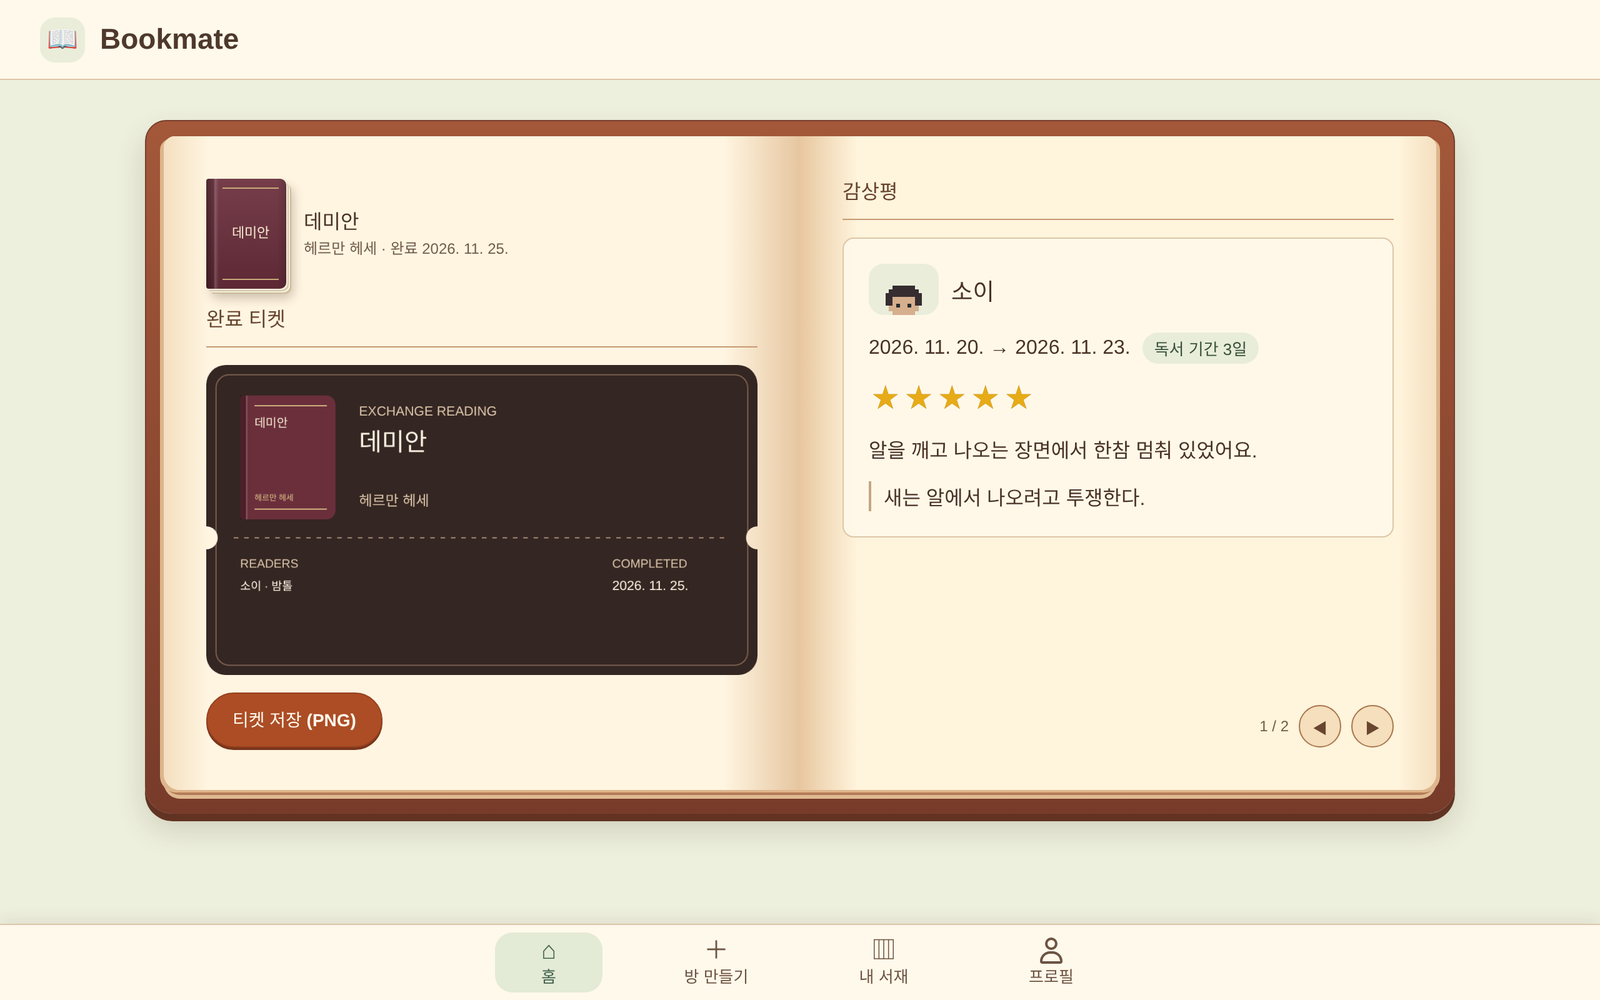 Bookmate
데미안
데미안
헤르만 헤세 · 완료 2026. 11. 25.
완료 티켓
데미안
헤르만 헤세
EXCHANGE READING
데미안
헤르만 헤세
READERS
소이 · 밤톨
COMPLETED
2026. 11. 25.
티켓 저장 (PNG)
감상평
소이
2026. 11. 20. → 2026. 11. 23. 독서 기간 3일
★★★★★
알을 깨고 나오는 장면에서 한참 멈춰 있었어요.
새는 알에서 나오려고 투쟁한다.
1 / 2
홈
방 만들기
내 서재
프로필